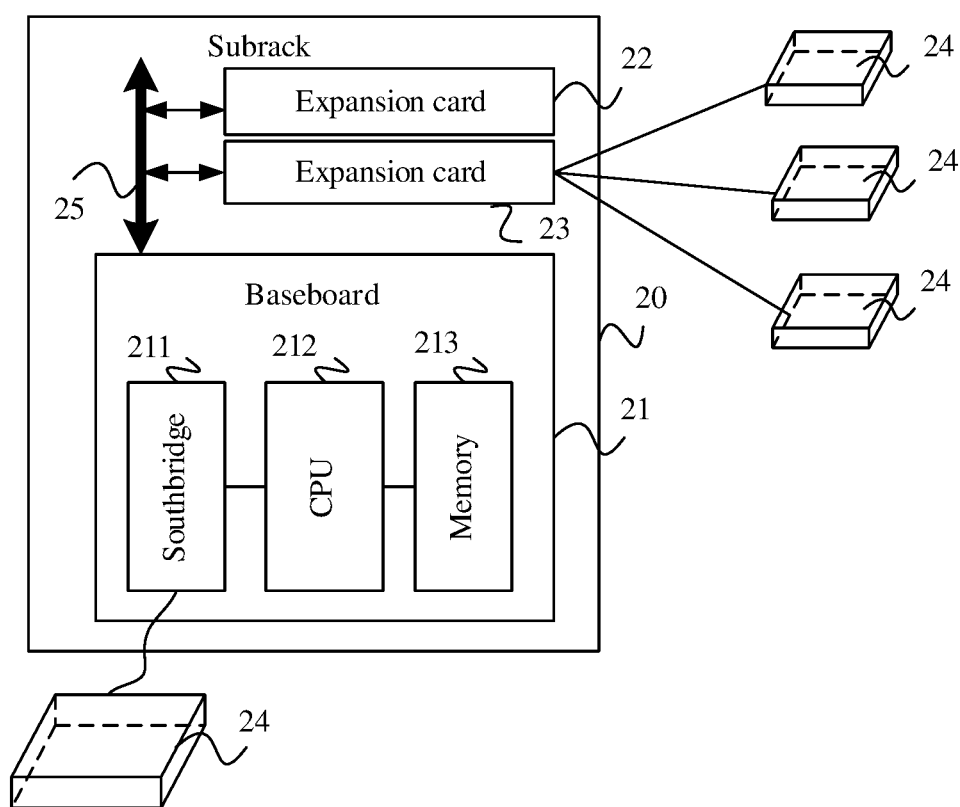 Subrack
22
24
Expansion card
Expansion card
24
25
23
24
Baseboard
20
211
212
213
21
Southbridge
CPU
Memory
24